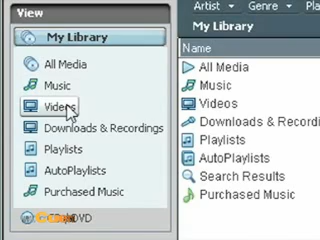 View
Artist Genre
My Library
My Library
Name
All Media
Music
Videos
Downloads & Recordings
Playlists
AutoPlaylists
Purchased Music
DVD
All Media
Music
Videos
Downloads & Recordi
Playlists
AutoPlaylists
Search Results
Purchased Music